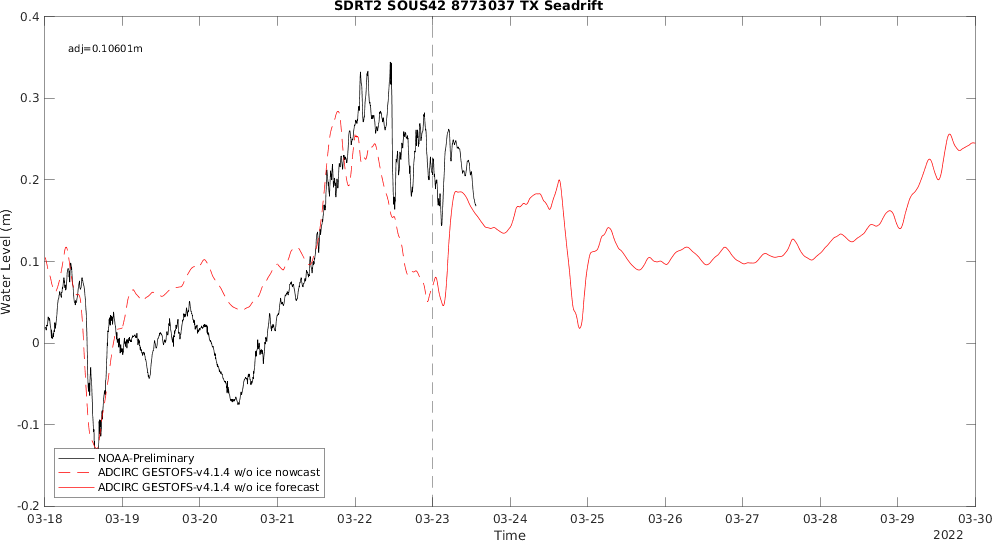 SDRT2 SOUS42 8773037 TX Seadrift
adj=0.10601m
0.4
0.3
0.2
0.1
0
-0.1
-0.2
Water Level (m)
NOAA-Preliminary
ADCIRC GESTOFS-v4.1.4 w/o ice nowcast
ADCIRC GESTOFS-v4.1.4 w/o ice forecast
03-18 03-19 03-20 03-21 03-22 03-23 03-24 03-25 03-26 03-27 03-28 03-29 03-30
Time
2022